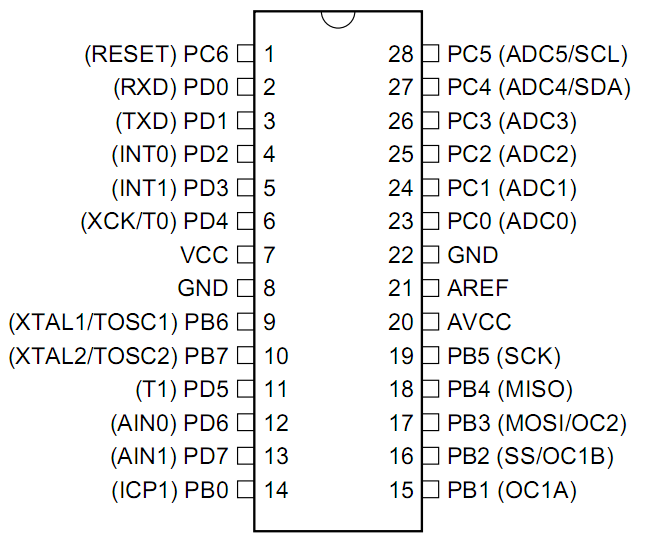 (RESET) PC6 1 28 PC5 (ADC5/SCL)
(RXD) PD0 2 27 PC4 (ADC4/SDA)
(TXD) PD1 3 26 PC3 (ADC3)
(INT0) PD2 4 25 PC2 (ADC2)
(INT1) PD3 5 24 PC1 (ADC1)
(XCK/T0) PD4 6 23 PC0 (ADC0)
VCC 7 22 GND
GND 8 21 AREF
(XTAL1/TOSC1) PB6 9 20 AVCC
(XTAL2/TOSC2) PB7 10 19 PB5 (SCK)
(T1) PD5 11 18 PB4 (MISO)
(AIN0) PD6 12 17 PB3 (MOSI/OC2)
(AIN1) PD7 13 16 PB2 (SS/OC1B)
(ICP1) PB0 14 15 PB1 (OC1A)